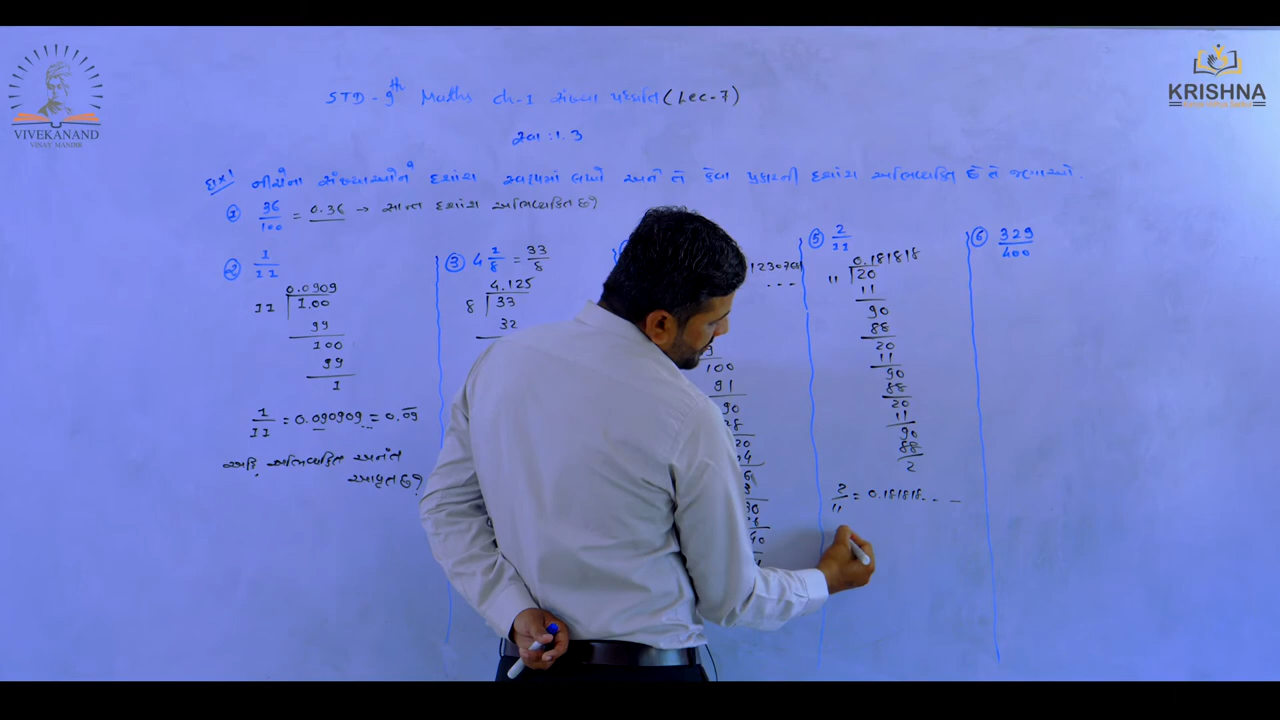 VIVEKANAND
VINAY MANDIR
KRISHNA
STD - 9th Maths ch-1 સંખ્યા પદ્ધતિ (Lec-7)
સ્વા : 1.3
નીચેના સંખ્યાઓને દશાંશ સ્વરૂપમાં લખો અને તે કેવા પ્રકારની દશાંશ અભિવ્યક્તિ છે તે જણાવો.
① 36/100 = 0.36 → સાન્ત દશાંશ અભિવ્યક્તિ છે?
② 1/11
0.0909
11 1.00
99
100
99
1
1/11 = 0.090909... = 0.09̅
અહિં અભિવ્યક્તિ અનંત
આવૃત છે?
③ 4 1/8 = 33/8
4.125
8 33
32
100
91
90
⑤ 2/11
0.181818
11 20
11
90
88
20
11
90
88
20
11
90
88
2
2/11 = 0.181818... —
⑥ 329/400